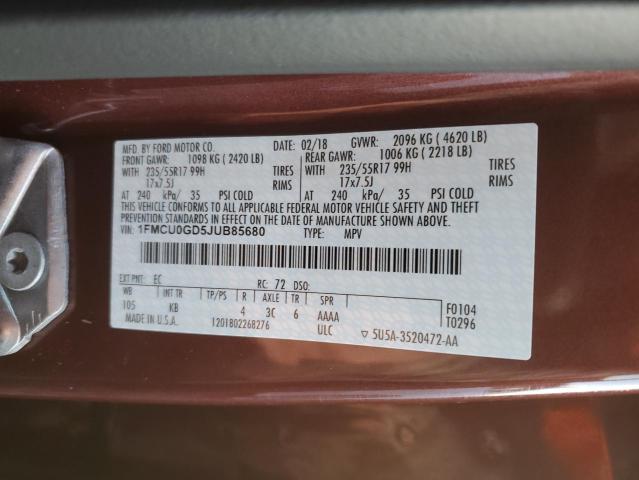 MFD. BY FORD MOTOR CO. DATE: 02/18 GVWR: 2096 KG ( 4620 LB)
FRONT GAWR: 1098 KG ( 2420 LB) REAR GAWR: 1006 KG ( 2218 LB)
WITH 235/55R17 99H TIRES WITH 235/55R17 99H TIRES
17x7.5J RIMS 17x7.5J RIMS
AT 240 kPa/ 35 PSI COLD AT 240 kPa/ 35 PSI COLD
THIS VEHICLE CONFORMS TO ALL APPLICABLE FEDERAL MOTOR VEHICLE SAFETY AND THEFT
PREVENTION STANDARDS IN EFFECT ON THE DATE OF MANUFACTURE SHOWN ABOVE.
VIN: 1FMCU0GD5JUB85680 TYPE: MPV
EXT PNT: EC RC: 72 DSO:
WB INT TR TP/PS R AXLE TR SPR
105 KB 4 3C 6 AAAA F0104
MADE IN U.S.A. 1201802268276 ULC T0296
▽ 5U5A-3520472-AA